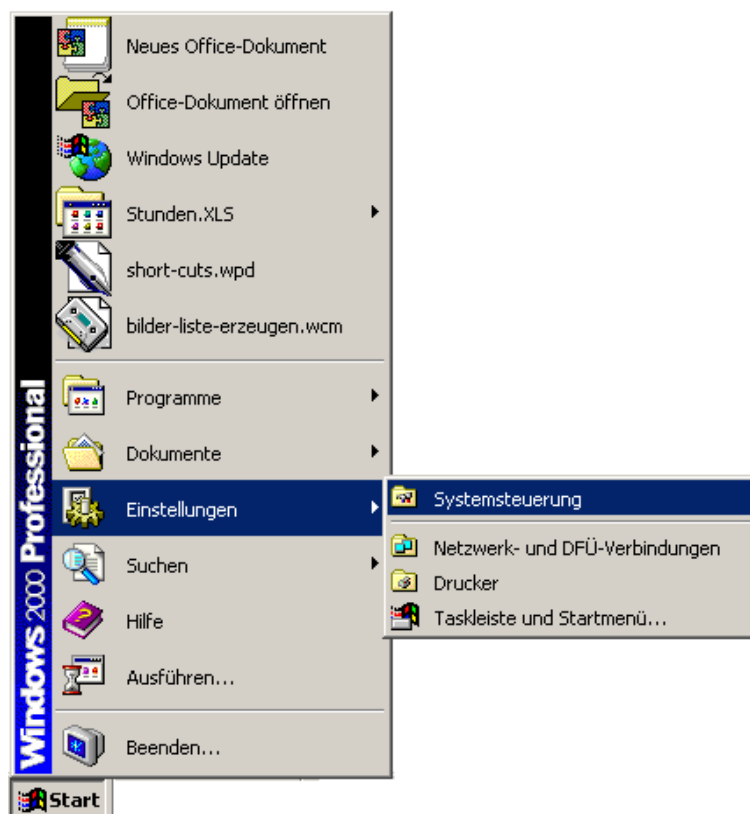 Neues Office-Dokument
Office-Dokument öffnen
Windows Update
Stunden.XLS
short-cuts.wpd
bilder-liste-erzeugen.wcm
Programme
Dokumente
Einstellungen
Suchen
Hilfe
Ausführen...
Beenden...
Systemsteuerung
Netzwerk- und DFÜ-Verbindungen
Drucker
Taskleiste und Startmenü...
Windows 2000 Professional
Start